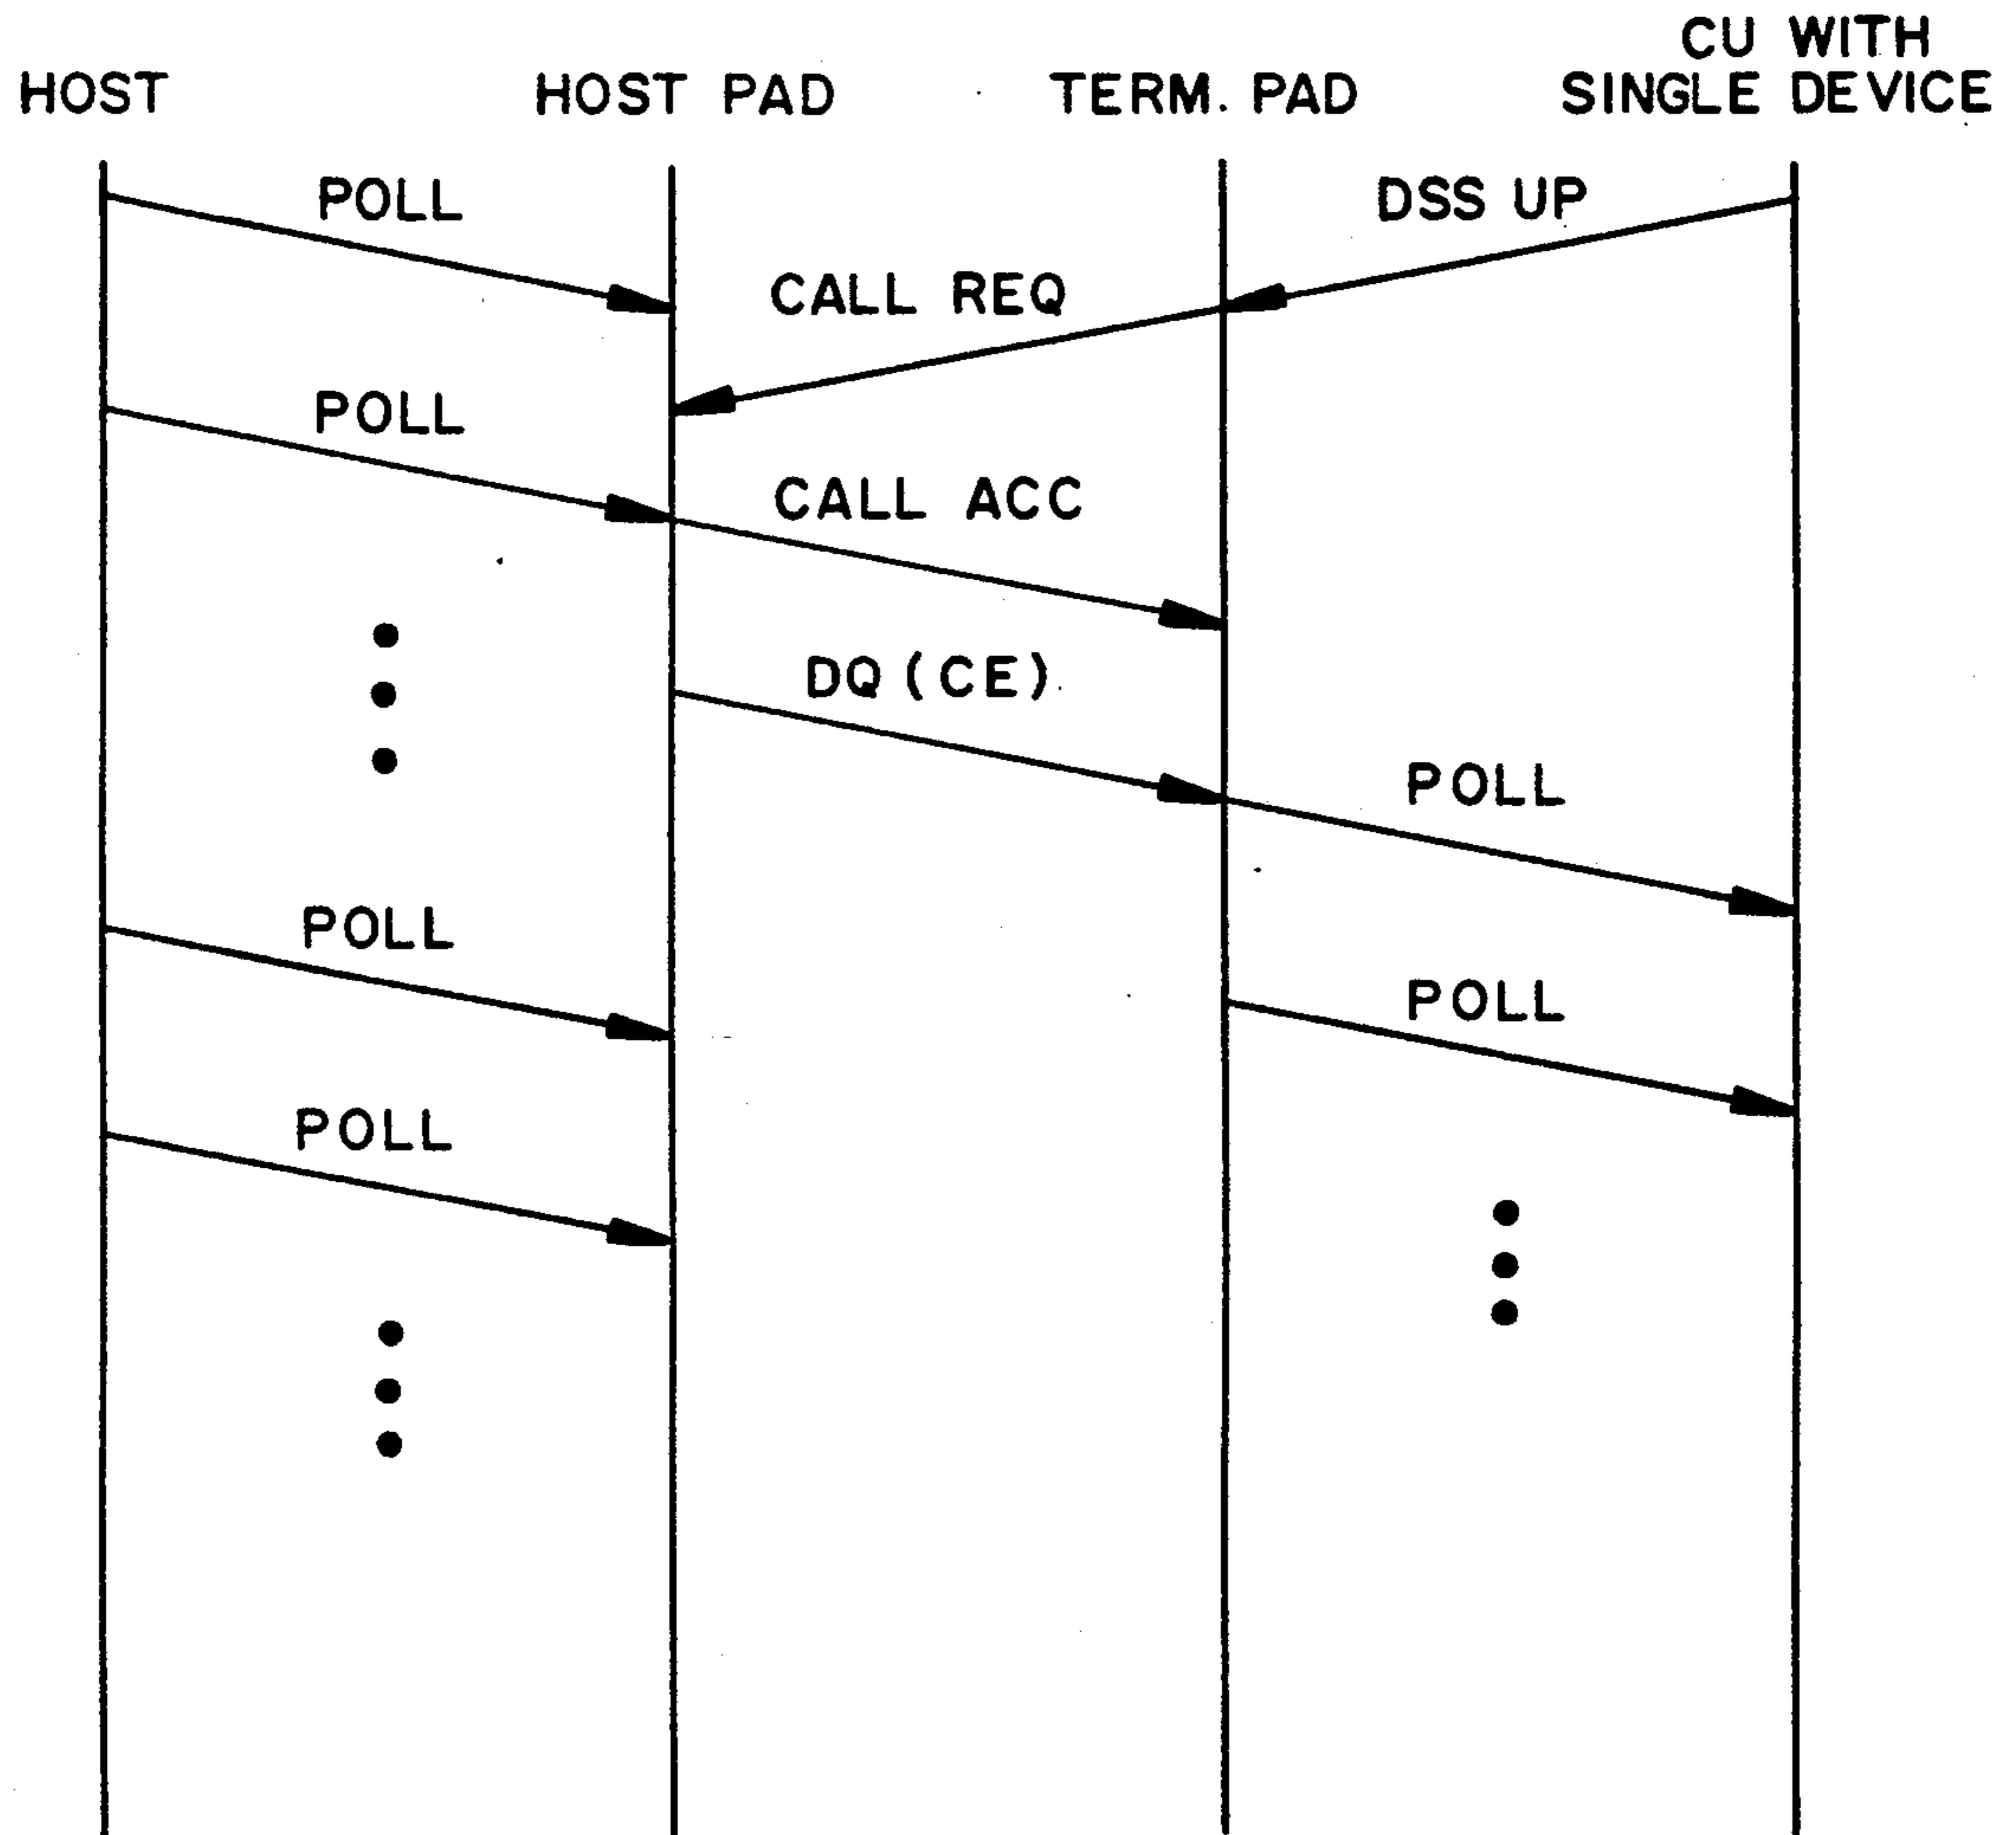 HOST
HOST PAD
TERM. PAD
CU WITH
SINGLE DEVICE
POLL
DSS UP
CALL REQ
POLL
CALL ACC
DQ (CE)
POLL
POLL
POLL
POLL